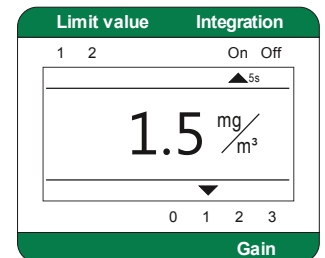 Limit value Integration
1 2 On Off
5s
1.5 mg/m³
0 1 2 3
Gain